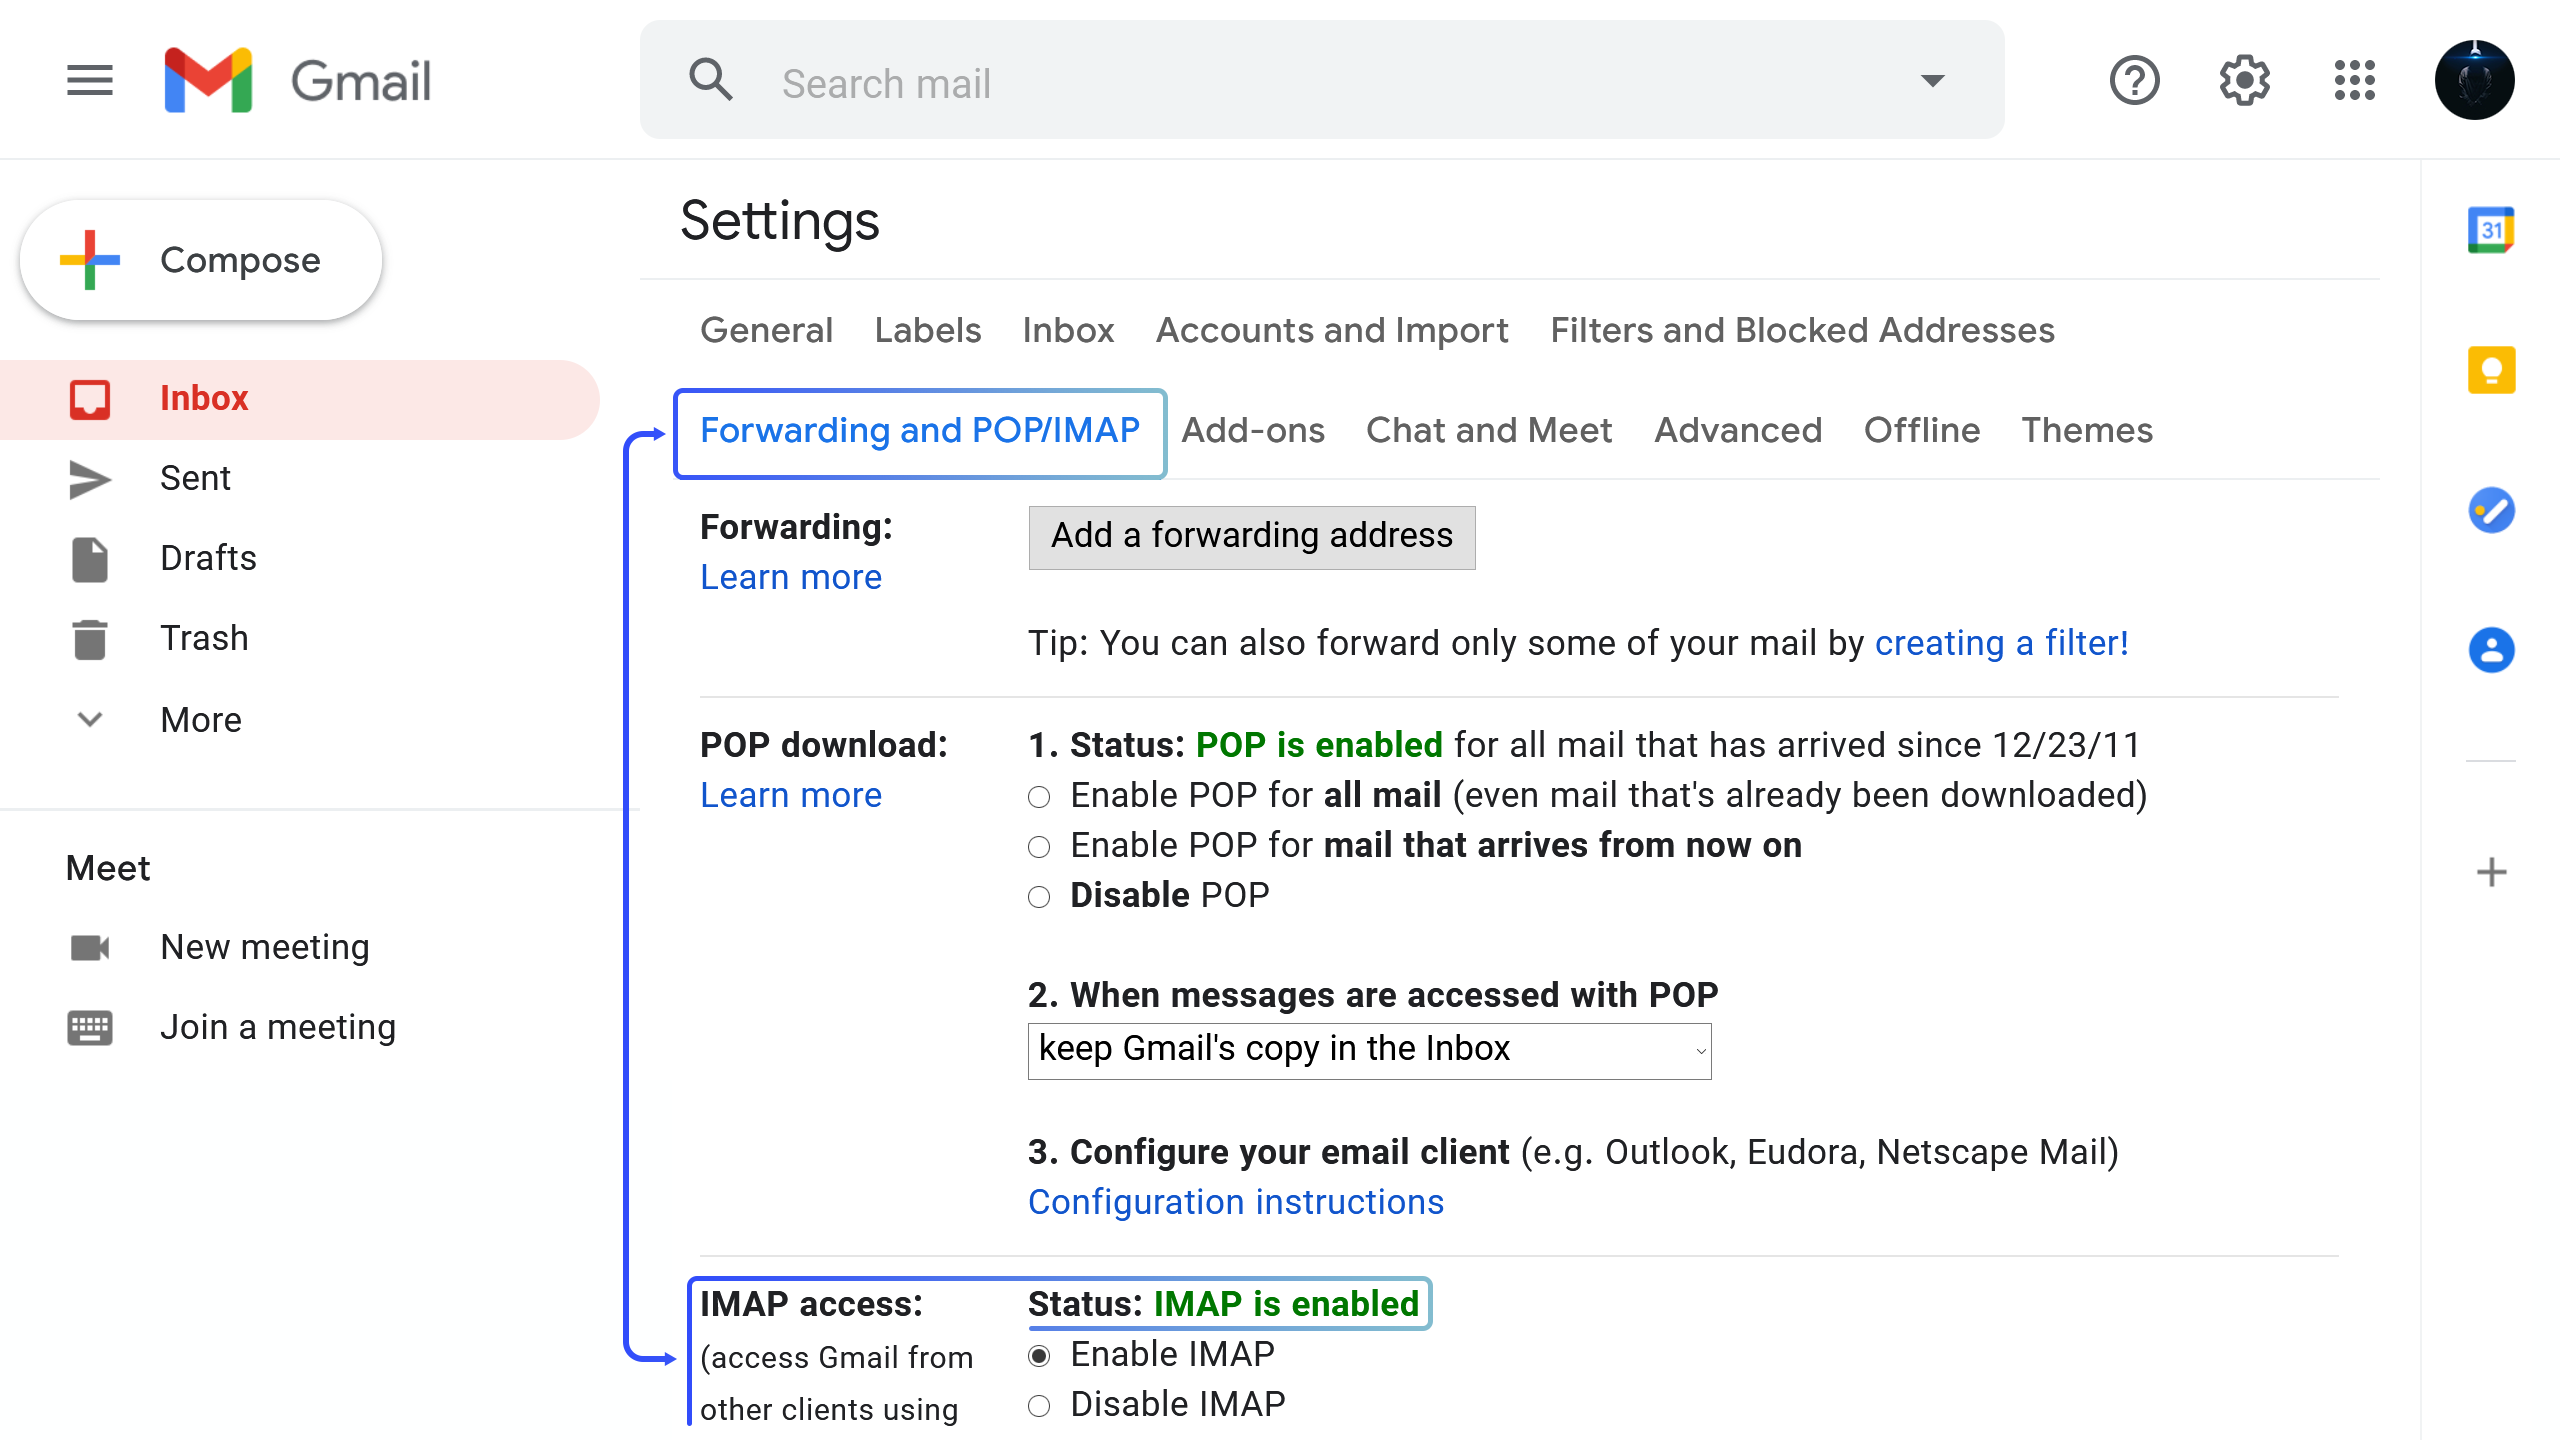 Gmail
Search mail
Compose
Inbox
Sent
Drafts
Trash
More
Meet
New meeting
Join a meeting
Settings
General Labels Inbox Accounts and Import Filters and Blocked Addresses
Forwarding and POP/IMAP Add-ons Chat and Meet Advanced Offline Themes
Forwarding: Add a forwarding address
Learn more
Tip: You can also forward only some of your mail by creating a filter!
POP download: 1. Status: POP is enabled for all mail that has arrived since 12/23/11
Learn more Enable POP for all mail (even mail that's already been downloaded)
Enable POP for mail that arrives from now on
Disable POP
2. When messages are accessed with POP
keep Gmail's copy in the Inbox
3. Configure your email client (e.g. Outlook, Eudora, Netscape Mail)
Configuration instructions
IMAP access: Status: IMAP is enabled
(access Gmail from Enable IMAP
other clients using Disable IMAP
31